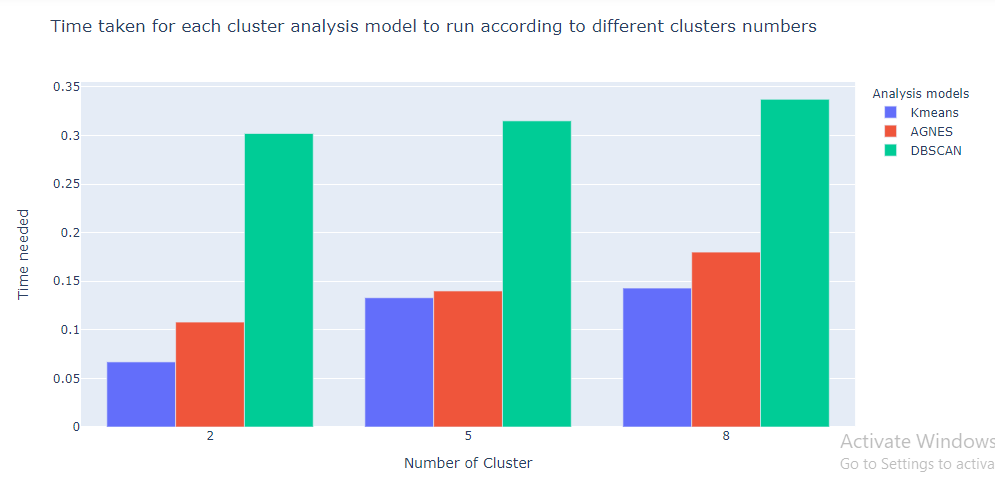 Time taken for each cluster analysis model to run according to different clusters numbers
Analysis models
Kmeans
AGNES
DBSCAN
Time needed
0.35
0.3
0.25
0.2
0.15
0.1
0.05
0
2
5
8
Number of Cluster
Activate Windows
Go to Settings to activa